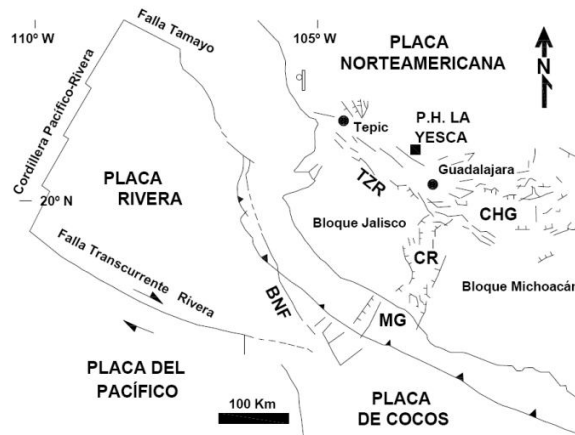 110° W
Falla Tamayo
105° W
PLACA
NORTEAMERICANA
N
Cordillera Pacífico-Rivera
P.H. LA
YESCA
Tepic
Guadalajara
PLACA
RIVERA
TZR
20° N
CHG
Bloque Jalisco
Falla Transcurrente Rivera
CR
Bloque Michoacán
BNF
MG
PLACA DEL
PACÍFICO
100 Km
PLACA
DE COCOS